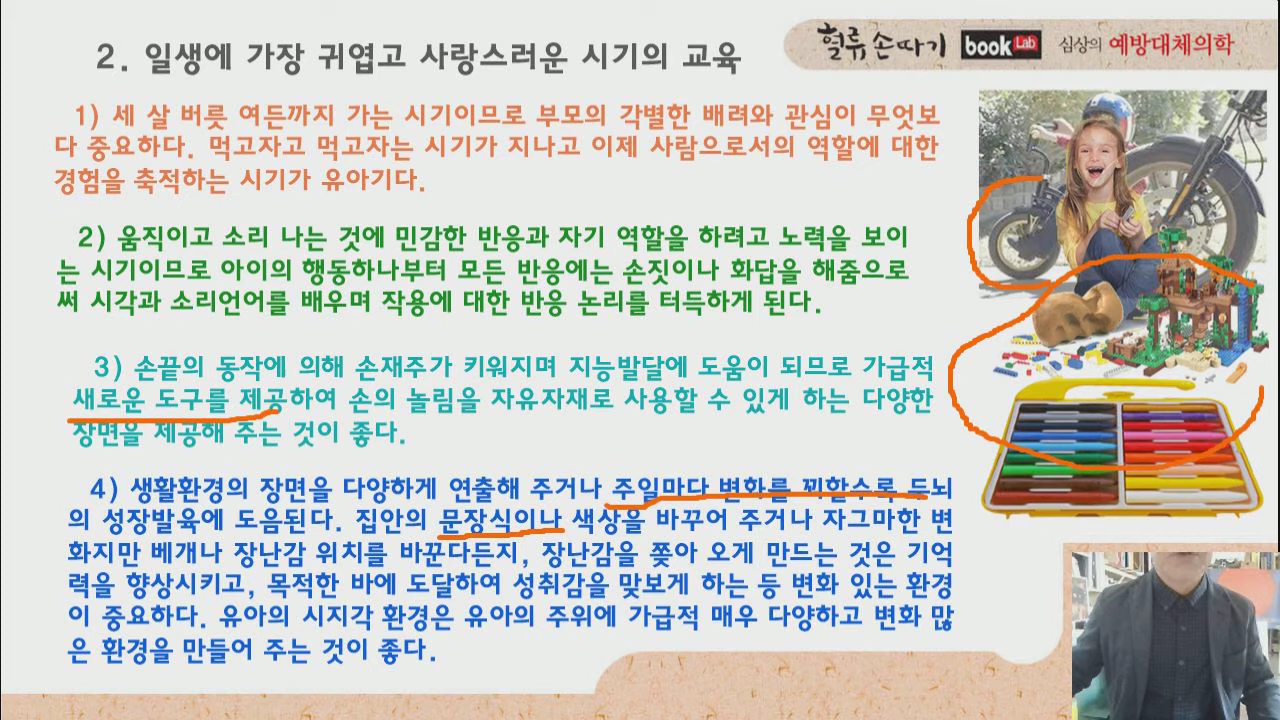 혈류 손따기 book Lab 심상의 예방대체의학
2. 일생에 가장 귀엽고 사랑스러운 시기의 교육
1) 세 살 버릇 여든까지 가는 시기이므로 부모의 각별한 배려와 관심이 무엇보
다 중요하다. 먹고자고 먹고자는 시기가 지나고 이제 사람으로서의 역할에 대한
경험을 축적하는 시기가 유아기다.
2) 움직이고 소리 나는 것에 민감한 반응과 자기 역할을 하려고 노력을 보이
는 시기이므로 아이의 행동하나부터 모든 반응에는 손짓이나 화답을 해줌으로
써 시각과 소리언어를 배우며 작용에 대한 반응 논리를 터득하게 된다.
3) 손끝의 동작에 의해 손재주가 키워지며 지능발달에 도움이 되므로 가급적
새로운 도구를 제공하여 손의 놀림을 자유자재로 사용할 수 있게 하는 다양한
장면을 제공해 주는 것이 좋다.
4) 생활환경의 장면을 다양하게 연출해 주거나 주일마다 변화를 꾀할수록 두뇌
의 성장발육에 도음된다. 집안의 문장식이나 색상을 바꾸어 주거나 자그마한 변
화지만 베개나 장난감 위치를 바꾼다든지, 장난감을 쫒아 오게 만드는 것은 기억
력을 향상시키고, 목적한 바에 도달하여 성취감을 맞보게 하는 등 변화 있는 환경
이 중요하다. 유아의 시지각 환경은 유아의 주위에 가급적 매우 다양하고 변화 많
은 환경을 만들어 주는 것이 좋다.